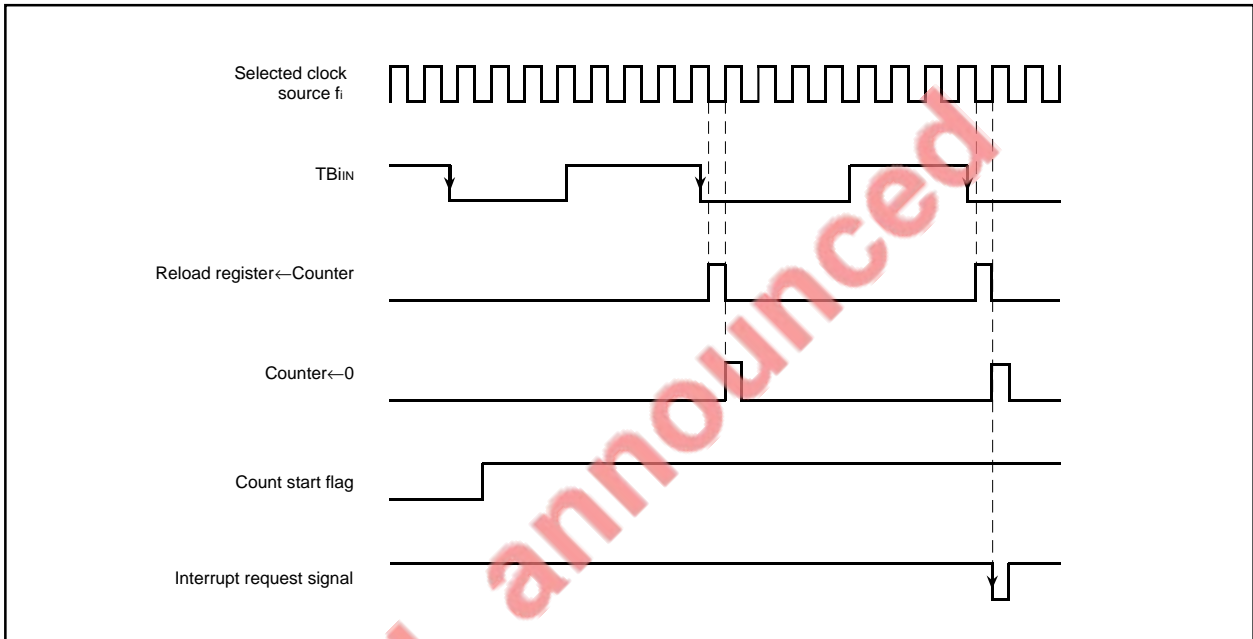 Selected clock
source fi
TBiIN
Reload register←Counter
Counter←0
Count start flag
Interrupt request signal
announced